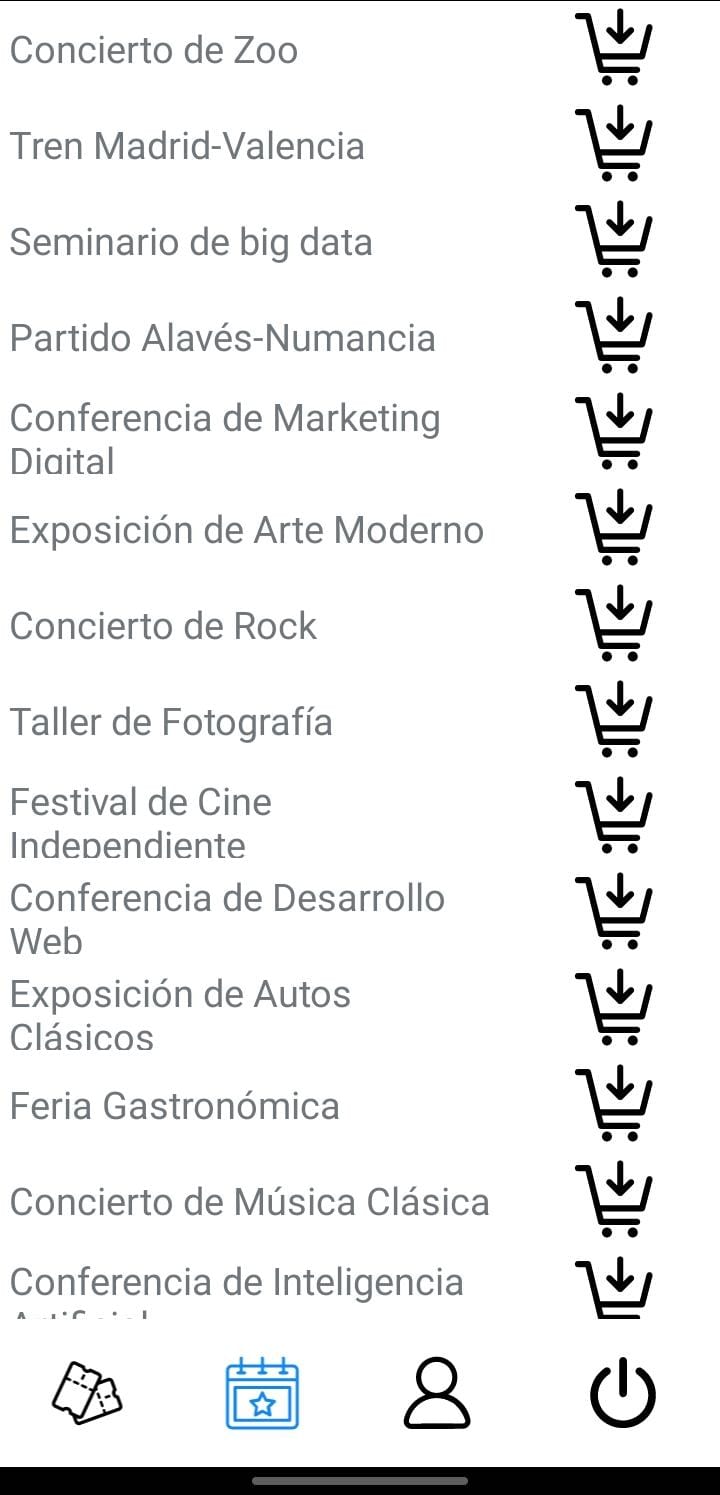 Concierto de Zoo
Tren Madrid-Valencia
Seminario de big data
Partido Alavés-Numancia
Conferencia de Marketing
Digital
Exposición de Arte Moderno
Concierto de Rock
Taller de Fotografía
Festival de Cine
Independiente
Conferencia de Desarrollo
Web
Exposición de Autos
Clásicos
Feria Gastronómica
Concierto de Música Clásica
Conferencia de Inteligencia
Artificial